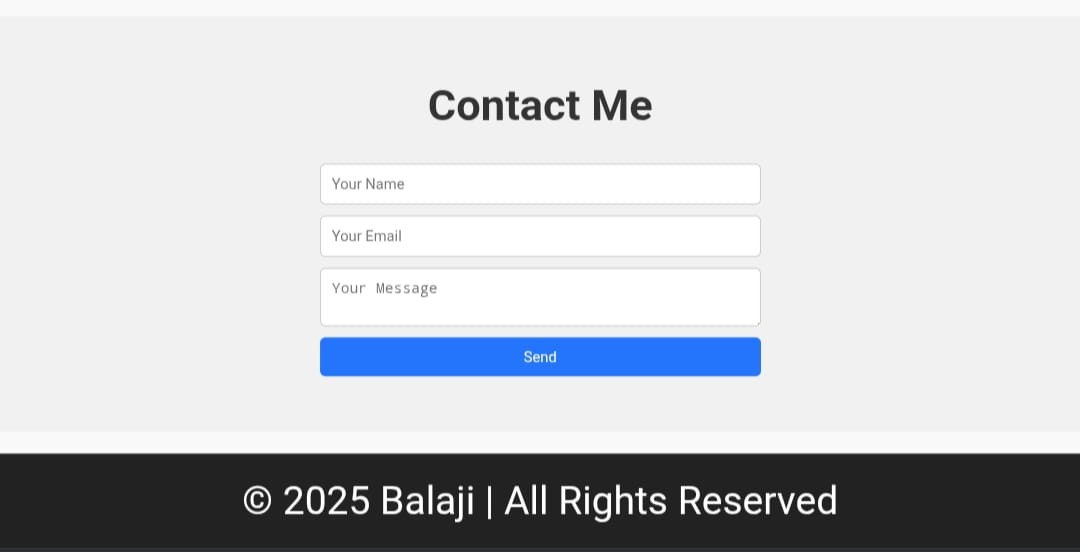 Contact Me
Your Name
Your Email
Your Message
Send
© 2025 Balaji | All Rights Reserved